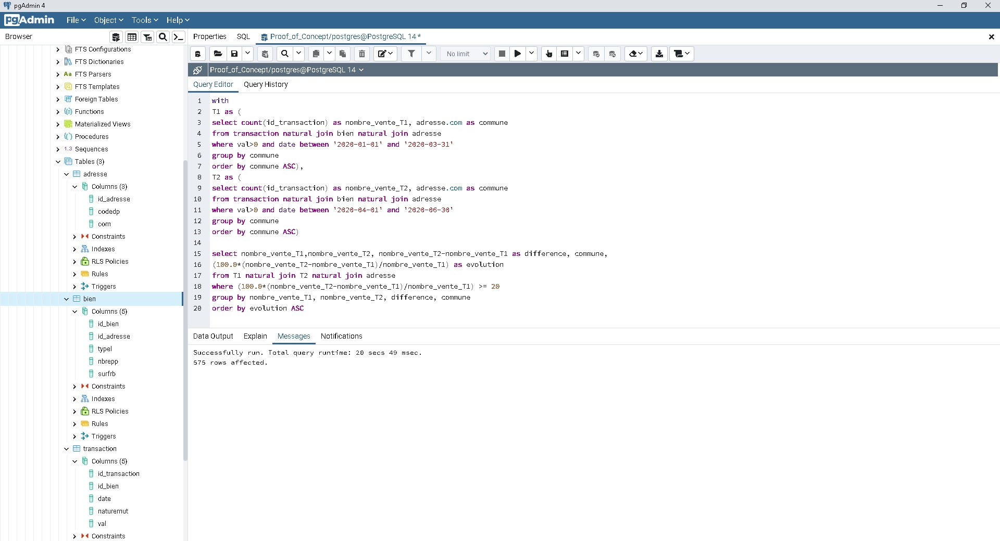 pgAdmin 4
pgAdmin File Object Tools Help
Browser
Properties SQL Proof_of_Concept/postgres@PostgreSQL 14 *
FTS Configurations
FTS Dictionaries
Aa FTS Parsers
FTS Templates
Foreign Tables
Functions
Materialized Views
Procedures
1..3 Sequences
Tables (3)
adresse
Columns (3)
id_adresse
codedp
com
Constraints
Indexes
RLS Policies
Rules
Triggers
bien
Columns (5)
id_bien
id_adresse
typel
nbrepp
surfrb
Constraints
Indexes
RLS Policies
Rules
Triggers
transaction
Columns (5)
id_transaction
id_bien
date
naturemut
val
Constraints
No limit
Proof_of_Concept/postgres@PostgreSQL 14
Query Editor Query History
1 with
2 T1 as (
3 select count(id_transaction) as nombre_vente_T1, adresse.com as commune
4 from transaction natural join bien natural join adresse
5 where val>0 and date between '2020-01-01' and '2020-03-31'
6 group by commune
7 order by commune ASC),
8 T2 as (
9 select count(id_transaction) as nombre_vente_T2, adresse.com as commune
10 from transaction natural join bien natural join adresse
11 where val>0 and date between '2020-04-01' and '2020-06-30'
12 group by commune
13 order by commune ASC)
14
15 select nombre_vente_T1,nombre_vente_T2, nombre_vente_T2-nombre_vente_T1 as difference, commune,
16 (100.0*(nombre_vente_T2-nombre_vente_T1)/nombre_vente_T1) as evolution
17 from T1 natural join T2 natural join adresse
18 where (100.0*(nombre_vente_T2-nombre_vente_T1)/nombre_vente_T1) >= 20
19 group by nombre_vente_T1, nombre_vente_T2, difference, commune
20 order by evolution ASC
Data Output Explain Messages Notifications
Successfully run. Total query runtime: 20 secs 49 msec.
575 rows affected.